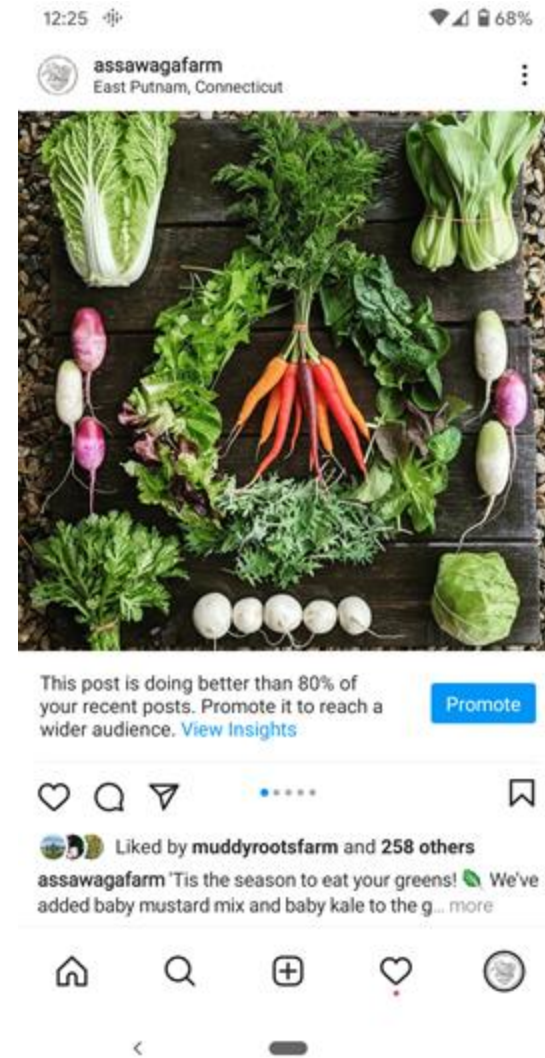 12:25
68%
assawagafarm
East Putnam, Connecticut
This post is doing better than 80% of
your recent posts. Promote it to reach a
wider audience. View Insights
Promote
Liked by muddyrootsfarm and 258 others
assawagafarm 'Tis the season to eat your greens! We've
added baby mustard mix and baby kale to the g... more